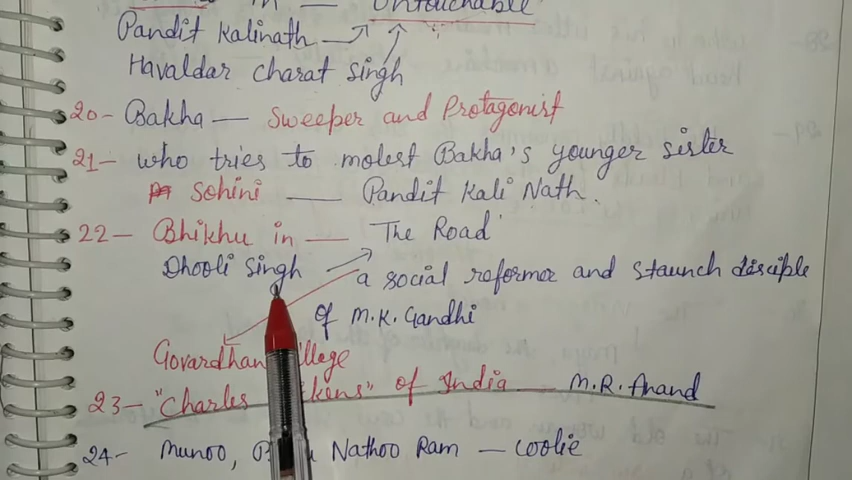 in — Untouchable
Pandit Kalinath
Havaldar charat Singh
20- Bakha — Sweeper and Protagonist
21- who tries to molest Bakha's younger sister
Sohini — Pandit Kali Nath.
22- Bhikhu in — The Road
Dhooli Singh
a social reformer and staunch disciple
of M.K. Gandhi
Govardhan
23- "Charles" of India — M.R. Anand
24- Munoo, Nathoo Ram — coolie